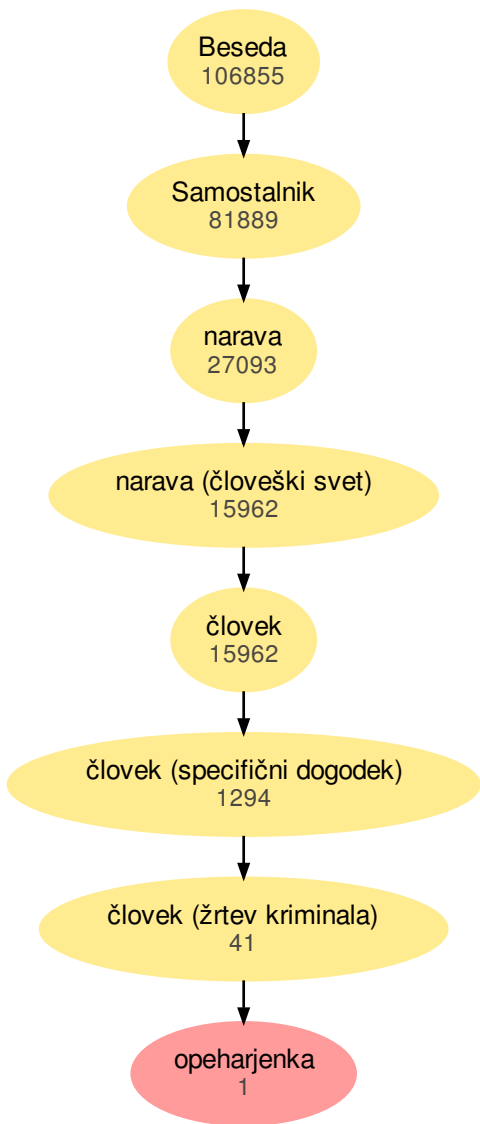 Beseda
106855
Samostalnik
81889
narava
27093
narava (človeški svet)
15962
človek
15962
človek (specifični dogodek)
1294
človek (žrtev kriminala)
41
opeharjenka
1